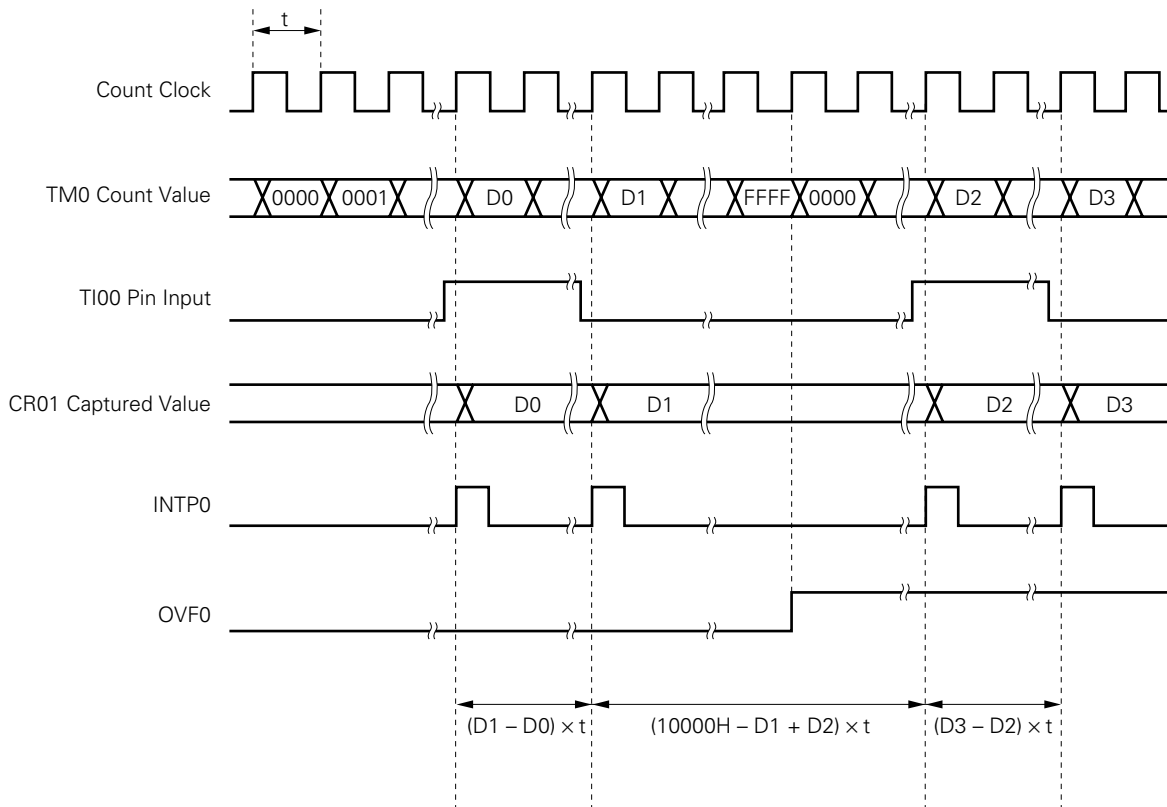 t
Count Clock
TM0 Count Value 0000 0001 D0 D1 FFFF 0000 D2 D3
TI00 Pin Input
CR01 Captured Value D0 D1 D2 D3
INTP0
OVF0
(D1 – D0) × t (10000H – D1 + D2) × t (D3 – D2) × t